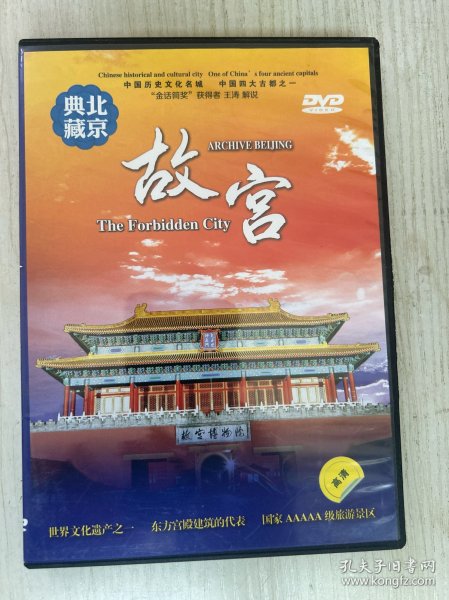 Chinese historical and cultural city One of China's four ancient capitals
中国历史文化名城 中国四大古都之一
“金话筒奖”获得者 王涛 解说
DVD
VIDEO
典北
藏京
ARCHIVE BEIJING
故宫
The Forbidden City
故宫博物院
高清
世界文化遗产之一 东方宫殿建筑的代表 国家AAAAA级旅游景区
孔夫子旧书网
www.kongfz.com